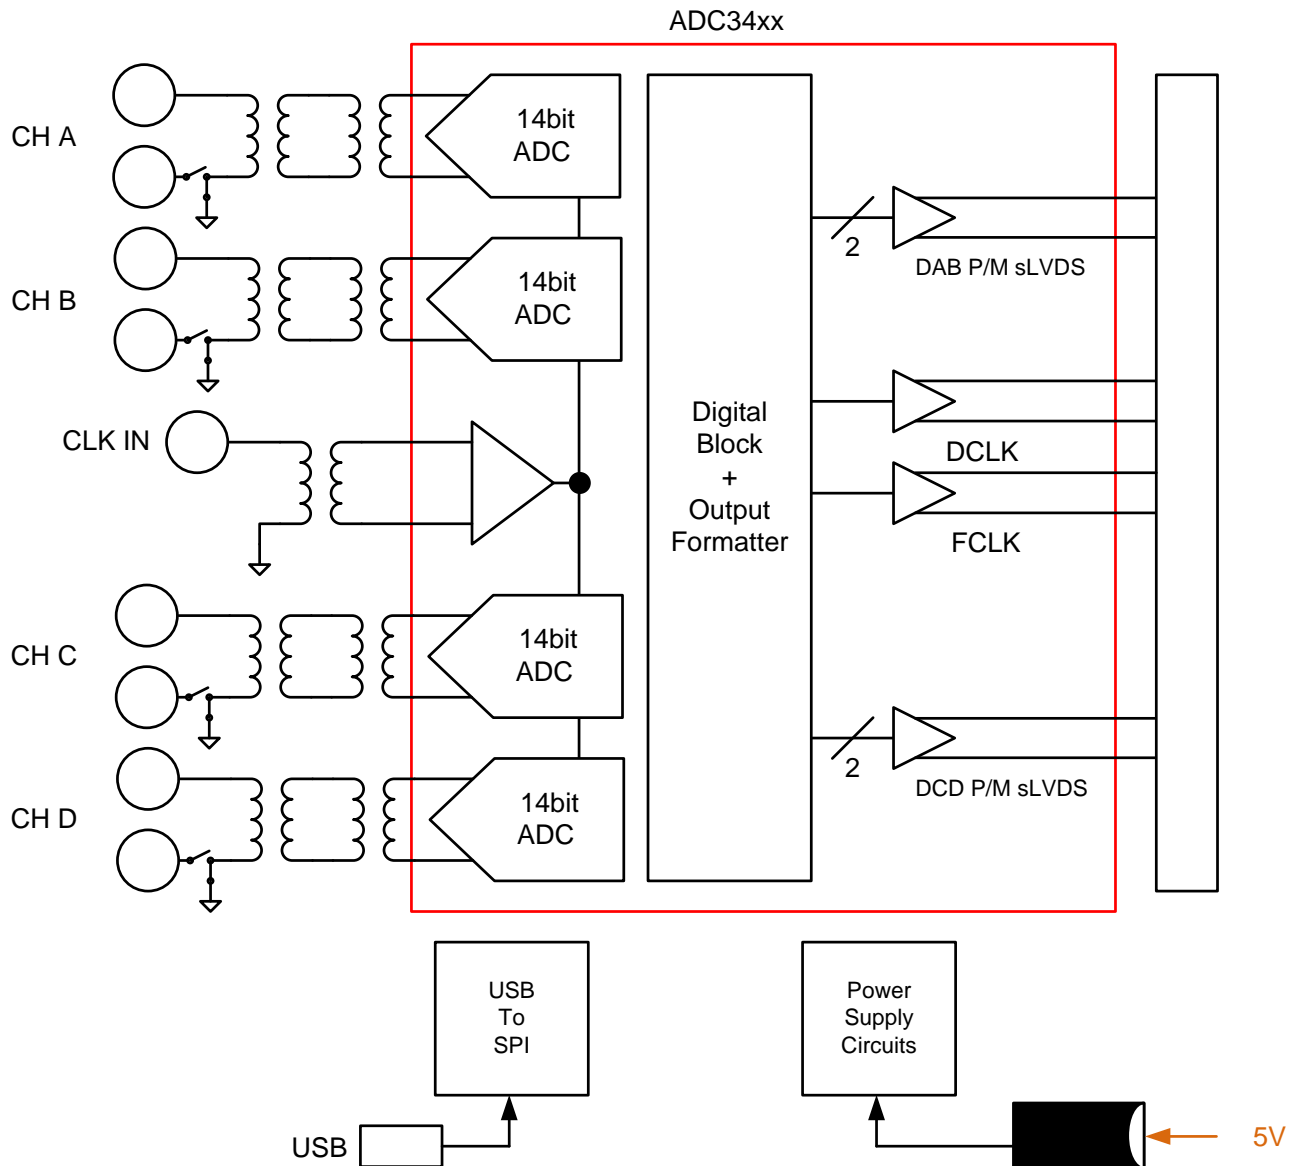 ADC34xx
CH A
14bit
ADC
2
DAB P/M sLVDS
CH B
14bit
ADC
CLK IN
Digital
Block
+
Output
Formatter
DCLK
FCLK
CH C
14bit
ADC
2
DCD P/M sLVDS
CH D
14bit
ADC
USB
To
SPI
Power
Supply
Circuits
USB
5V